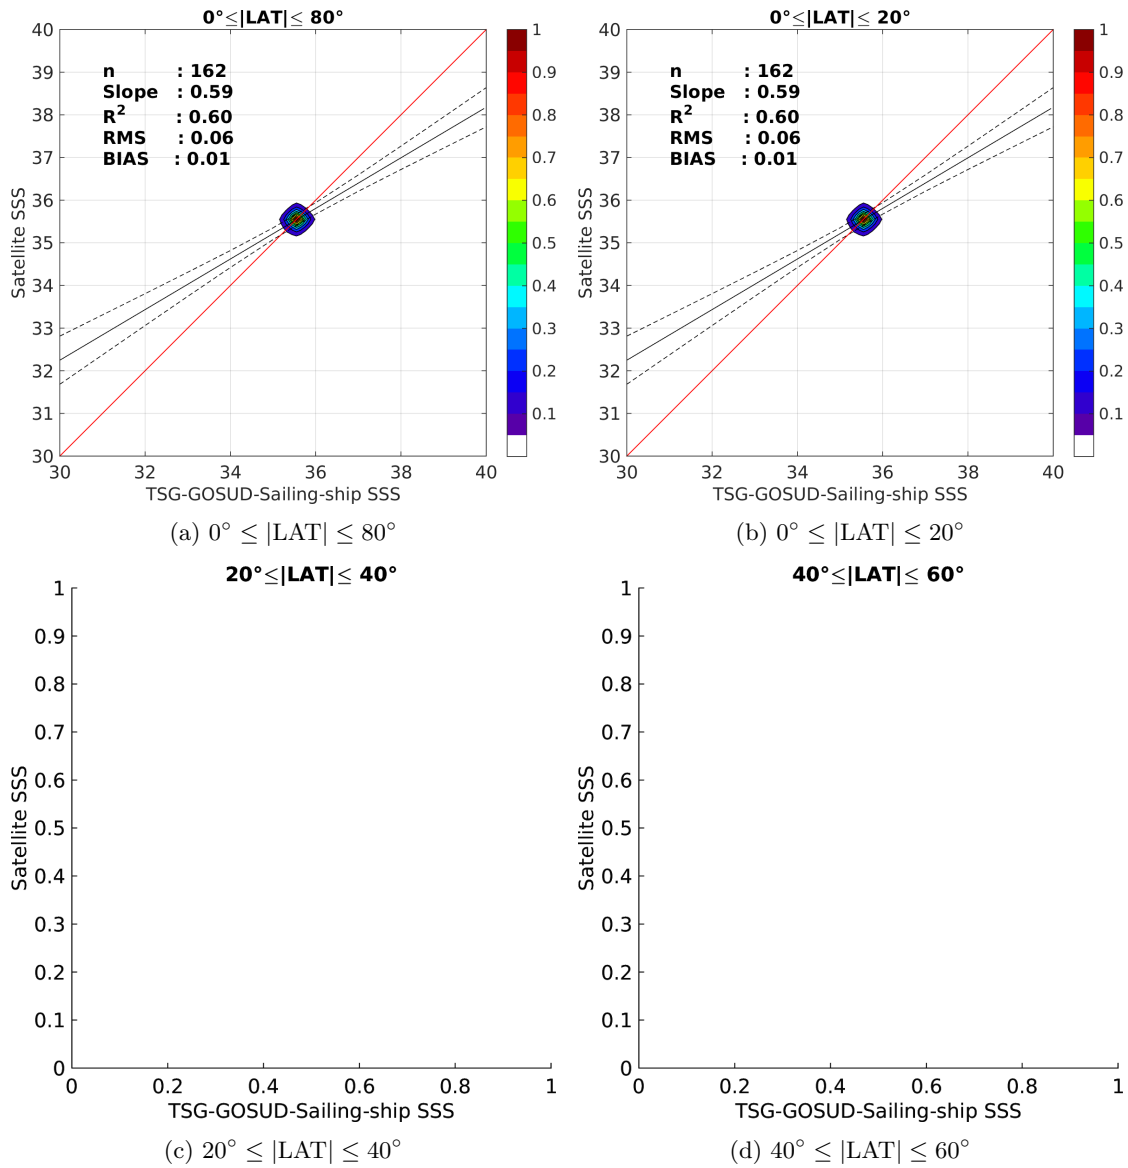 0°≤|LAT|≤ 80°
n : 162
Slope : 0.59
R² : 0.60
RMS : 0.06
BIAS : 0.01
Satellite SSS
40
39
38
37
36
35
34
33
32
31
30
30 32 34 36 38 40
TSG-GOSUD-Sailing-ship SSS
1
0.9
0.8
0.7
0.6
0.5
0.4
0.3
0.2
0.1
(a) 0° ≤ |LAT| ≤ 80°
0°≤|LAT|≤ 20°
n : 162
Slope : 0.59
R² : 0.60
RMS : 0.06
BIAS : 0.01
Satellite SSS
40
39
38
37
36
35
34
33
32
31
30
30 32 34 36 38 40
TSG-GOSUD-Sailing-ship SSS
1
0.9
0.8
0.7
0.6
0.5
0.4
0.3
0.2
0.1
(b) 0° ≤ |LAT| ≤ 20°
20°≤|LAT|≤ 40°
Satellite SSS
1
0.9
0.8
0.7
0.6
0.5
0.4
0.3
0.2
0.1
0
0 0.2 0.4 0.6 0.8 1
TSG-GOSUD-Sailing-ship SSS
(c) 20° ≤ |LAT| ≤ 40°
40°≤|LAT|≤ 60°
Satellite SSS
1
0.9
0.8
0.7
0.6
0.5
0.4
0.3
0.2
0.1
0
0 0.2 0.4 0.6 0.8 1
TSG-GOSUD-Sailing-ship SSS
(d) 40° ≤ |LAT| ≤ 60°